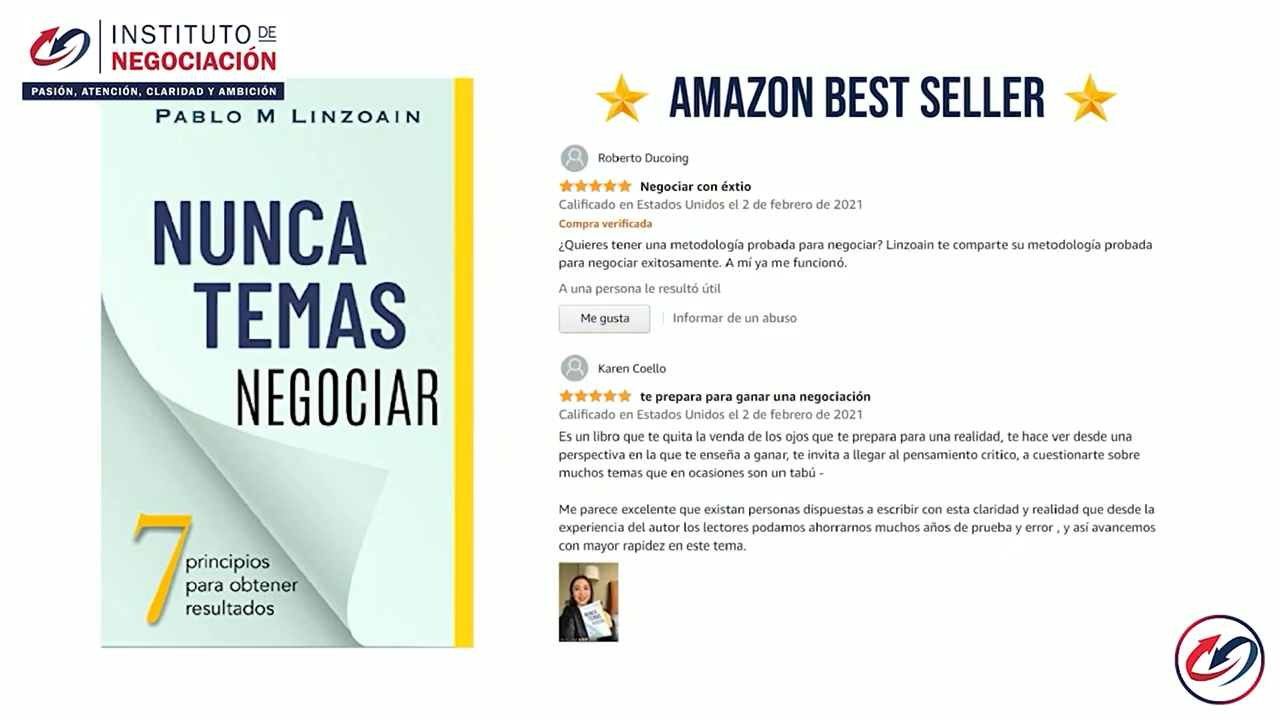 INSTITUTO DE
NEGOCIACIÓN
PASIÓN, ATENCIÓN, CLARIDAD Y AMBICIÓN
PABLO M LINZOAIN
NUNCA
TEMAS
NEGOCIAR
7 principios
para obtener
resultados
AMAZON BEST SELLER
Roberto Ducoing
Negociar con éxtio
Calificado en Estados Unidos el 2 de febrero de 2021
Compra verificada
¿Quieres tener una metodología probada para negociar? Linzoain te comparte su metodología probada
para negociar exitosamente. A mí ya me funcionó.
A una persona le resultó útil
Me gusta
Informar de un abuso
Karen Coello
te prepara para ganar una negociación
Calificado en Estados Unidos el 2 de febrero de 2021
Es un libro que te quita la venda de los ojos que te prepara para una realidad, te hace ver desde una
perspectiva en la que te enseña a ganar, te invita a llegar al pensamiento critico, a cuestionarte sobre
muchos temas que en ocasiones son un tabú -
Me parece excelente que existan personas dispuestas a escribir con esta claridad y realidad que desde la
experiencia del autor los lectores podamos ahorrarnos muchos años de prueba y error , y así avancemos
con mayor rapidez en este tema.
NUNCA
TEMAS